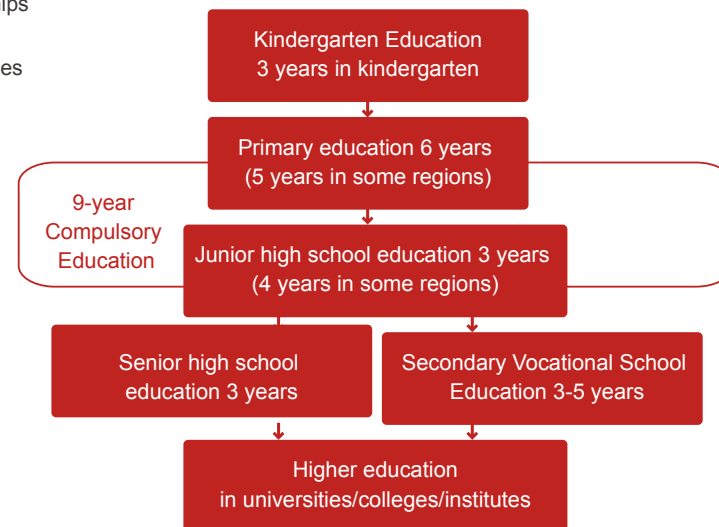 Kindergarten Education
3 years in kindergarten
Primary education 6 years
(5 years in some regions)
9-year
Compulsory
Education
Junior high school education 3 years
(4 years in some regions)
Senior high school
education 3 years
Secondary Vocational School
Education 3-5 years
Higher education
in universities/colleges/institutes